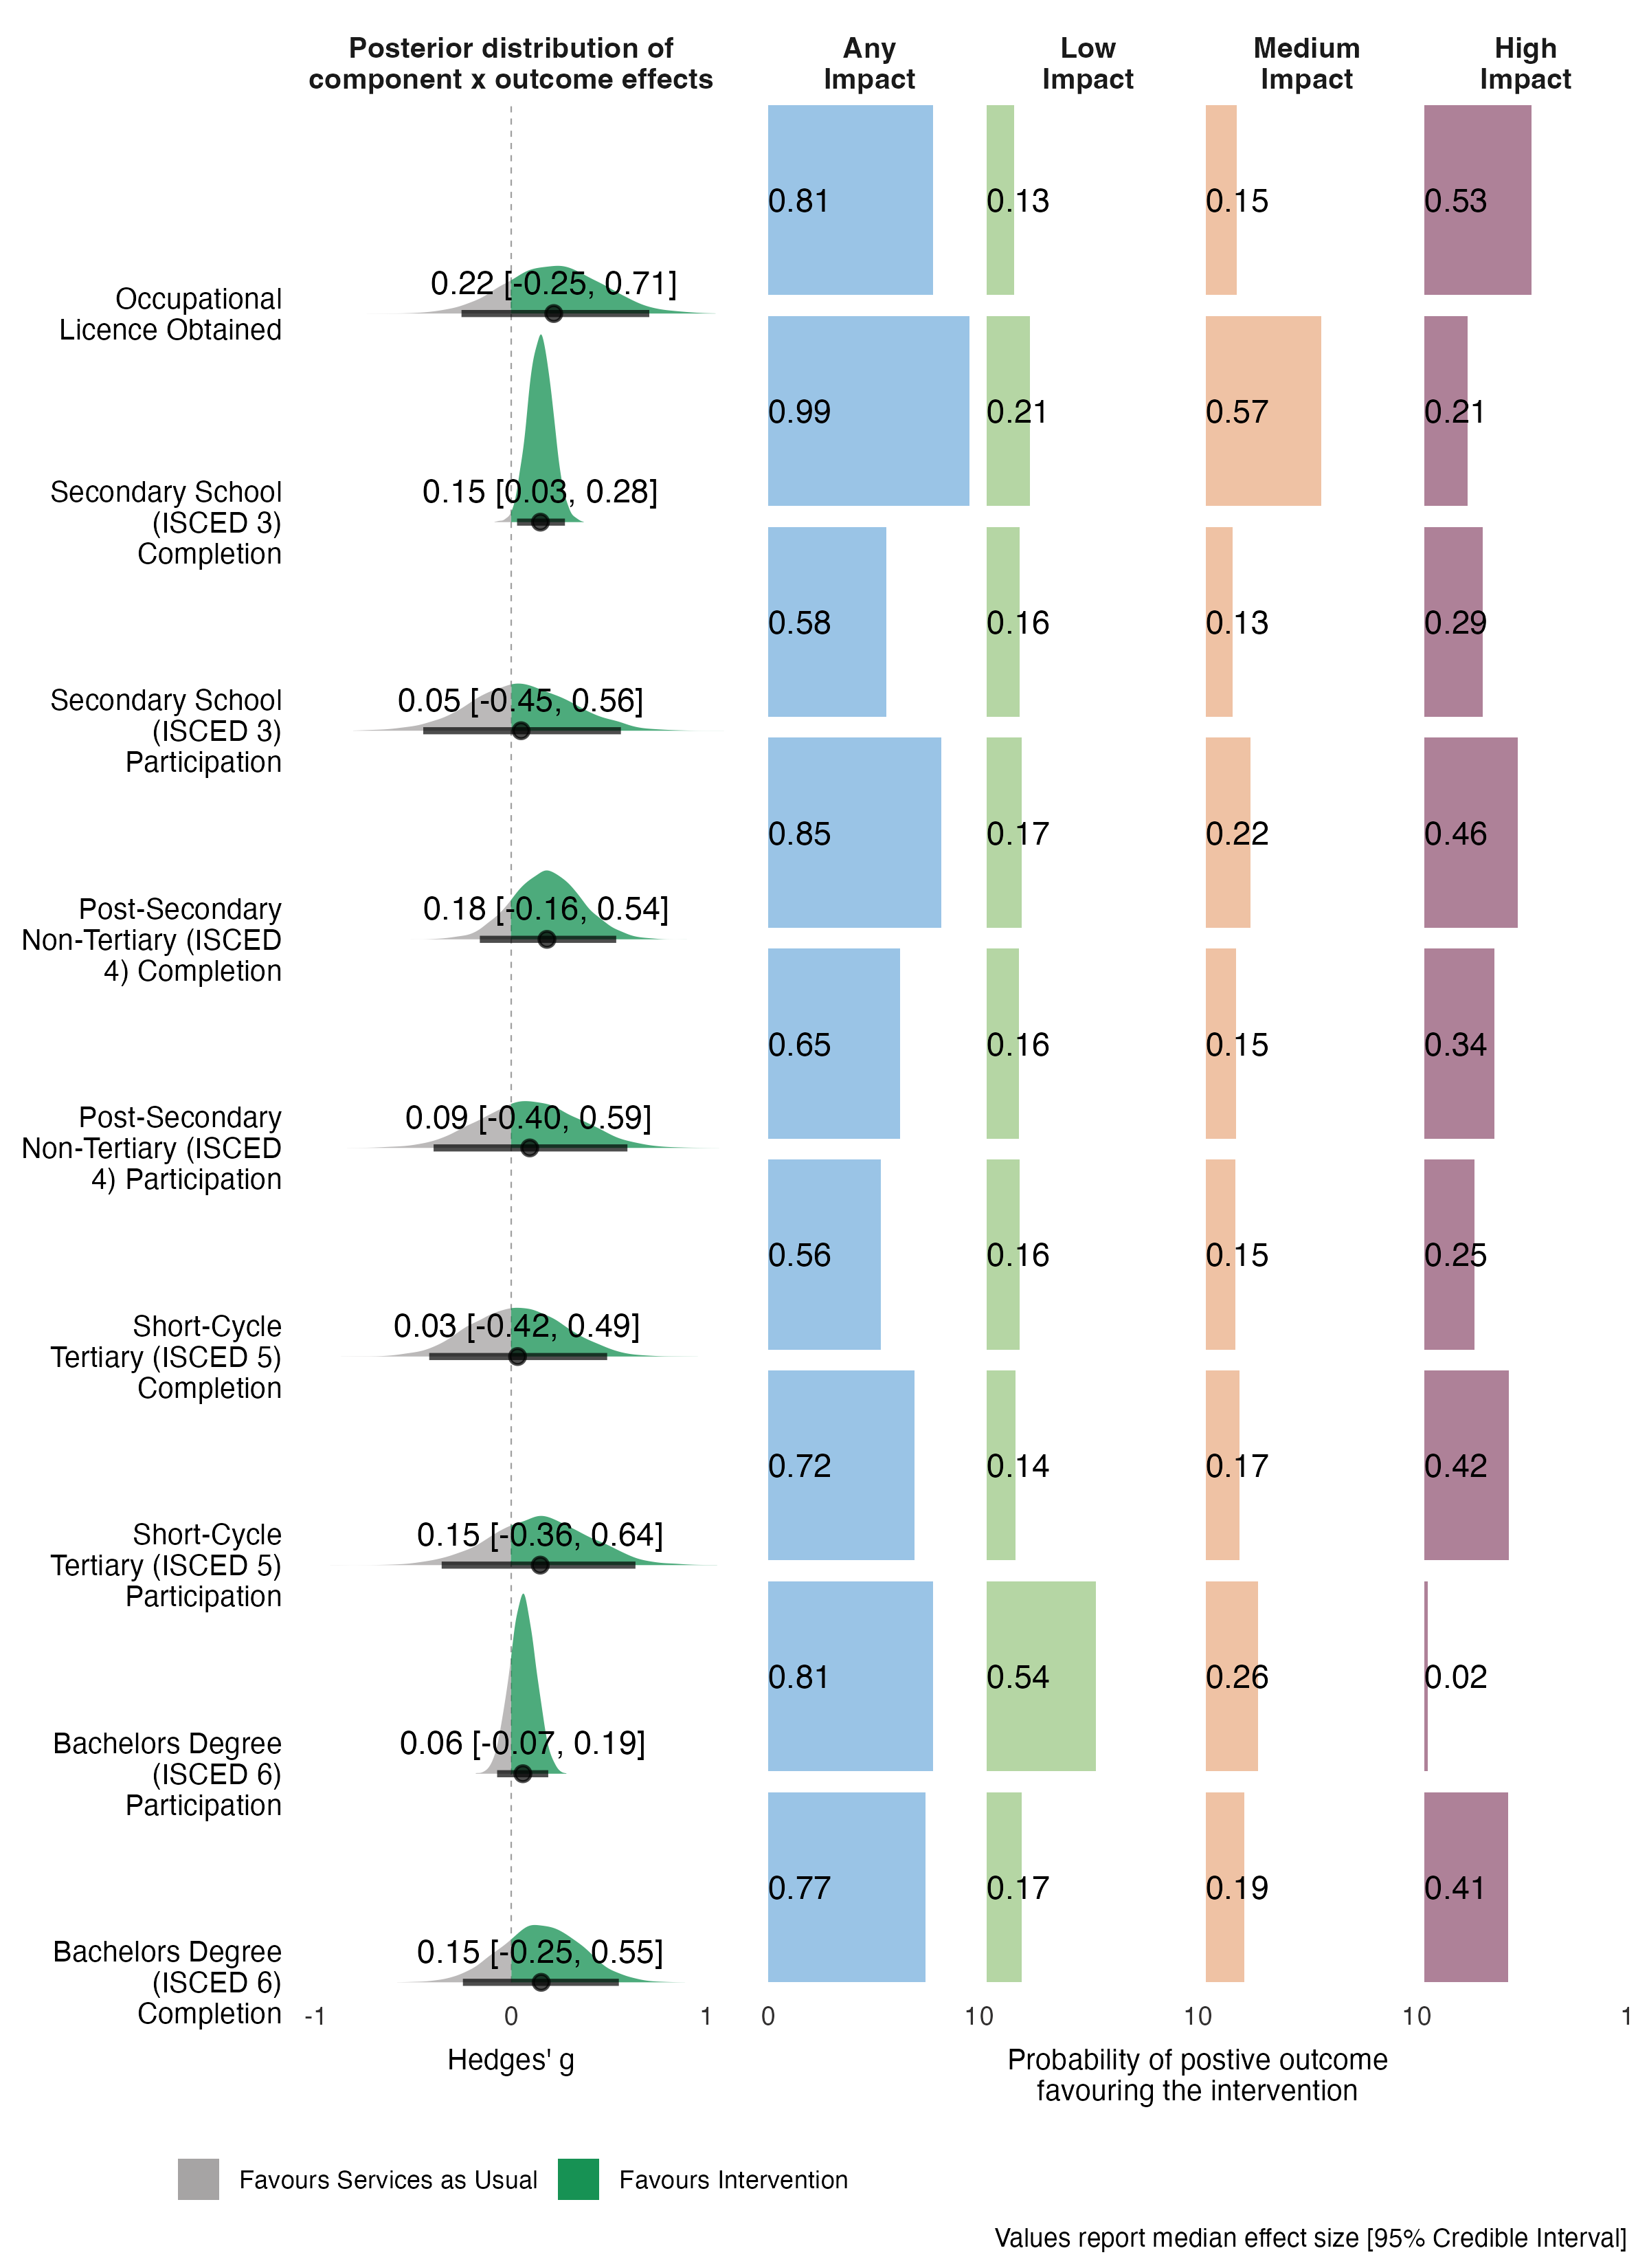 Posterior distribution of
component x outcome effects
Any
Impact
Low
Impact
Medium
Impact
High
Impact
Occupational
Licence Obtained
0.22 [-0.25, 0.71]
0.81
0.13
0.15
0.53
Secondary School
(ISCED 3)
Completion
0.15 [0.03, 0.28]
0.99
0.21
0.57
0.21
Secondary School
(ISCED 3)
Participation
0.05 [-0.45, 0.56]
0.58
0.16
0.13
0.29
Post-Secondary
Non-Tertiary (ISCED
4) Completion
0.18 [-0.16, 0.54]
0.85
0.17
0.22
0.46
Post-Secondary
Non-Tertiary (ISCED
4) Participation
0.09 [-0.40, 0.59]
0.65
0.16
0.15
0.34
Short-Cycle
Tertiary (ISCED 5)
Completion
0.03 [-0.42, 0.49]
0.56
0.16
0.15
0.25
Short-Cycle
Tertiary (ISCED 5)
Participation
0.15 [-0.36, 0.64]
0.72
0.14
0.17
0.42
Bachelors Degree
(ISCED 6)
Participation
0.06 [-0.07, 0.19]
0.81
0.54
0.26
0.02
Bachelors Degree
(ISCED 6)
Completion
0.15 [-0.25, 0.55]
0.77
0.17
0.19
0.41
-1 0 1
0 10 10 10 1
Hedges' g
Probability of postive outcome
favouring the intervention
Favours Services as Usual
Favours Intervention
Values report median effect size [95% Credible Interval]